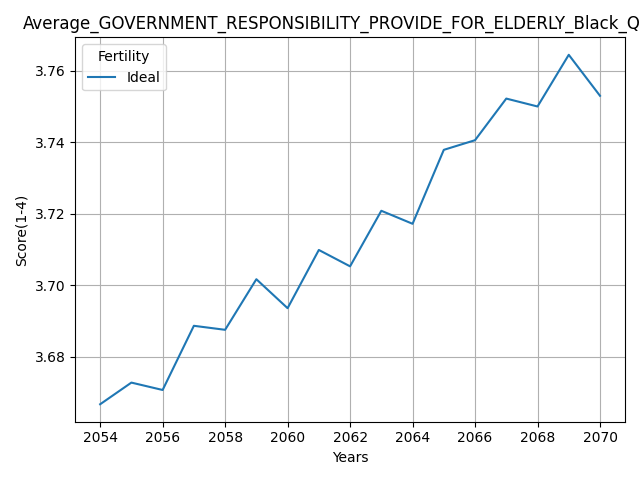 Average_GOVERNMENT_RESPONSIBILITY_PROVIDE_FOR_ELDERLY_Black_Q
Fertility
Ideal
3.76
3.74
3.72
3.70
3.68
Score(1-4)
2054 2056 2058 2060 2062 2064 2066 2068 2070
Years